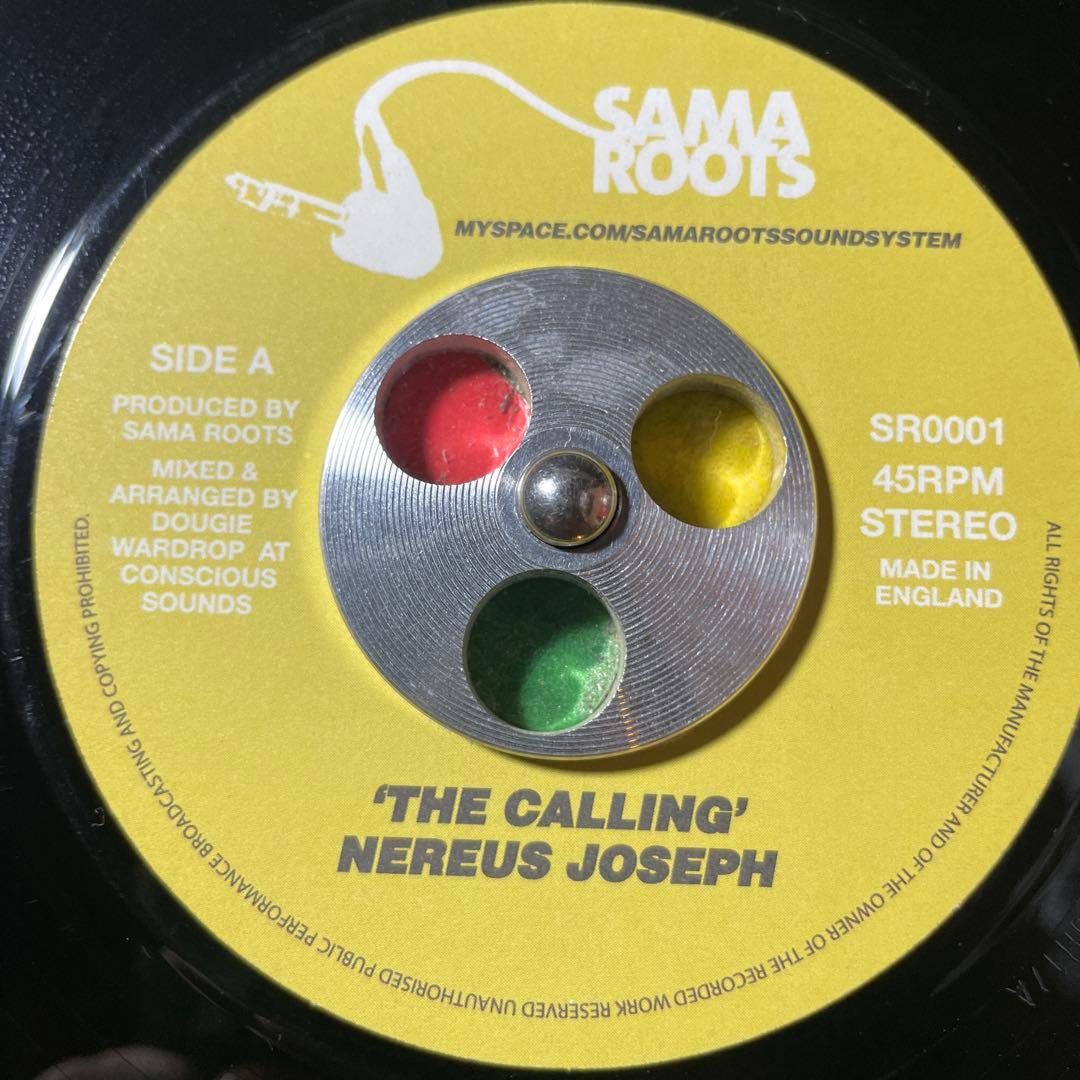 SAMA
ROOTS
MYSPACE.COM/SAMAROOTSSOUNDSYSTEM
SIDE A
PRODUCED BY
SAMA ROOTS
MIXED &
ARRANGED BY
DOUGIE
WARDROP AT
CONSCIOUS
SOUNDS
SR0001
45RPM
STEREO
MADE IN
ENGLAND
'THE CALLING'
NEREUS JOSEPH
ALL RIGHTS OF THE MANUFACTURER AND OF THE OWNER OF THE RECORDED WORK RESERVED UNAUTHORISED PUBLIC PERFORMANCE BROADCASTING AND COPYING PROHIBITED.